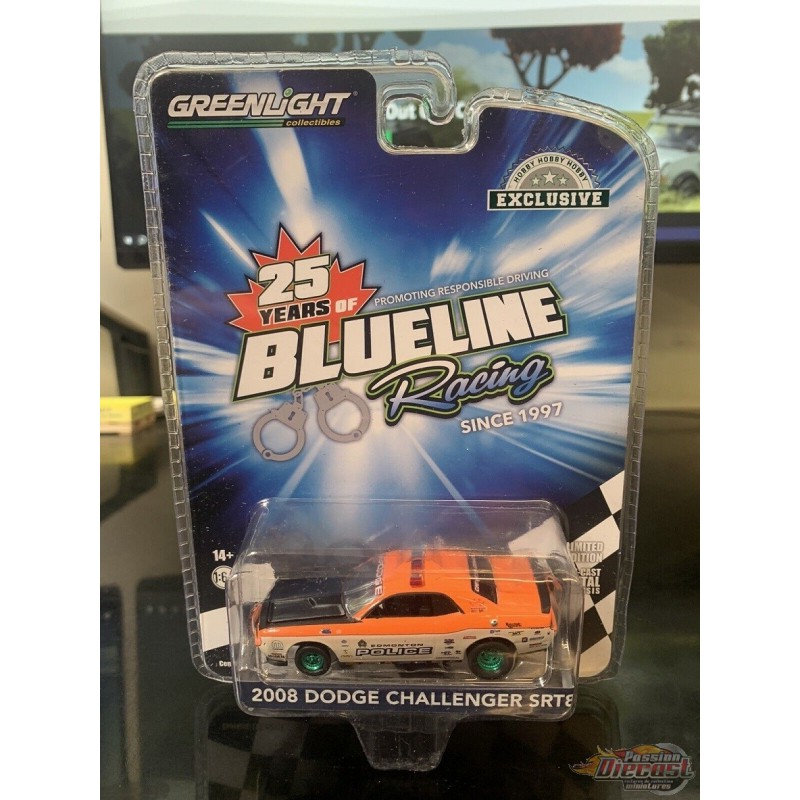 GREENLIGHT
collectibles
HOBBY HOBBY HOBBY
EXCLUSIVE
25
YEARS OF
PROMOTING RESPONSIBLE DRIVING
BLUELINE
Racing
SINCE 1997
14+
EDMONTON
POLICE
2008 DODGE CHALLENGER SRT8
Passion
Diecast
miniatures